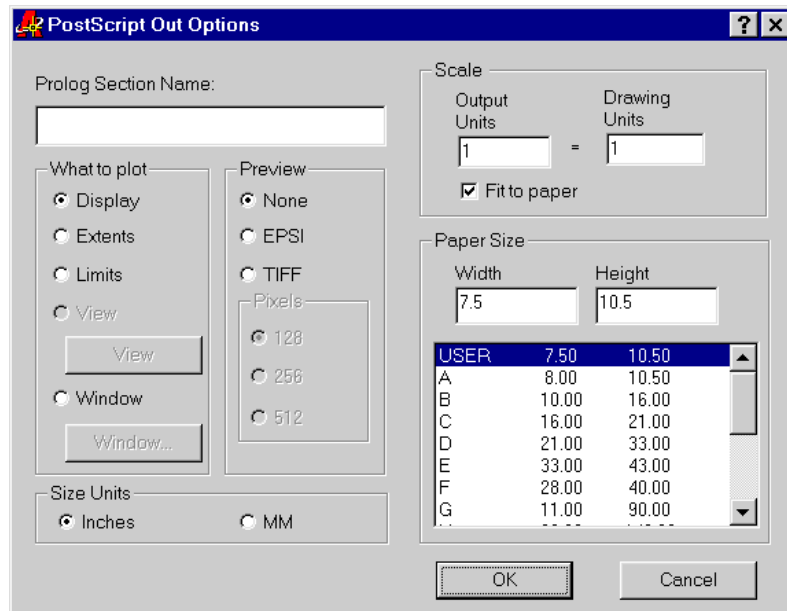 PostScript Out Options
Prolog Section Name:
What to plot
Display
Extents
Limits
View
View
Window
Window...
Preview
None
EPSI
TIFF
Pixels
128
256
512
Size Units
Inches
MM
Scale
Output Units
Drawing Units
1 = 1
Fit to paper
Paper Size
Width
Height
7.5
10.5
USER 7.50 10.50
A 8.00 10.50
B 10.00 16.00
C 16.00 21.00
D 21.00 33.00
E 33.00 43.00
F 28.00 40.00
G 11.00 90.00
OK
Cancel